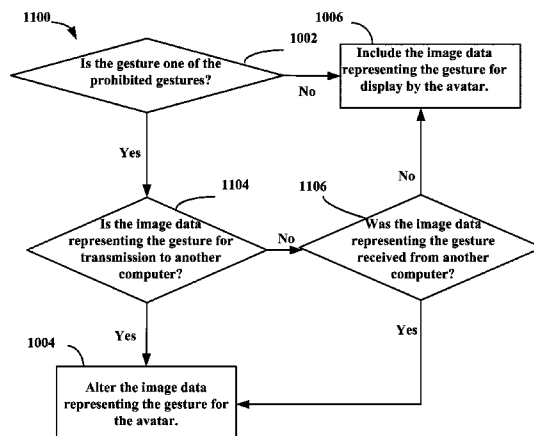 1100
1002
Is the gesture one of the
prohibited gestures?
No
1006
Include the image data
representing the gesture for
display by the avatar.
Yes
No
1104
Is the image data
representing the gesture for
transmission to another
computer?
No
1106
Was the image data
representing the gesture
received from another
computer?
Yes
Yes
1004
Alter the image data
representing the gesture for
the avatar.